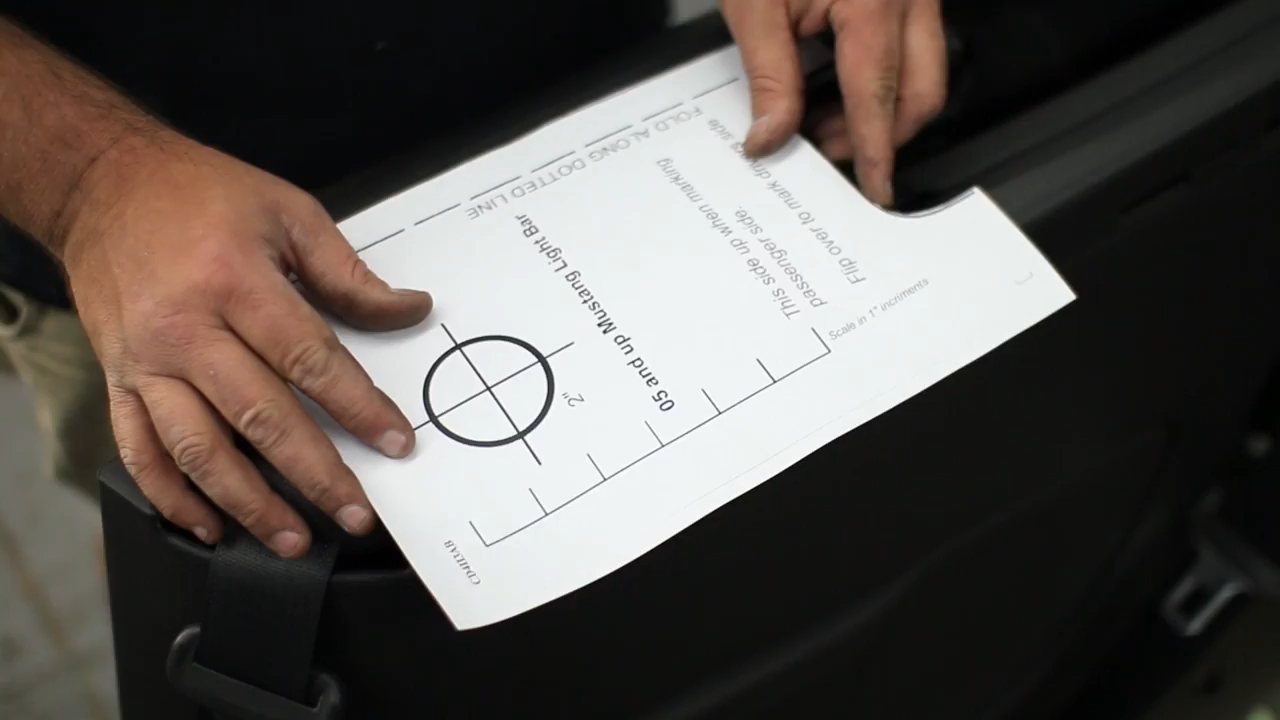 FOLD ALONG DOTTED LINE
Flip over to mark drivers side
This side up when marking
passenger side.
05 and up Mustang Light Bar
2"
Scale in 1" incriments